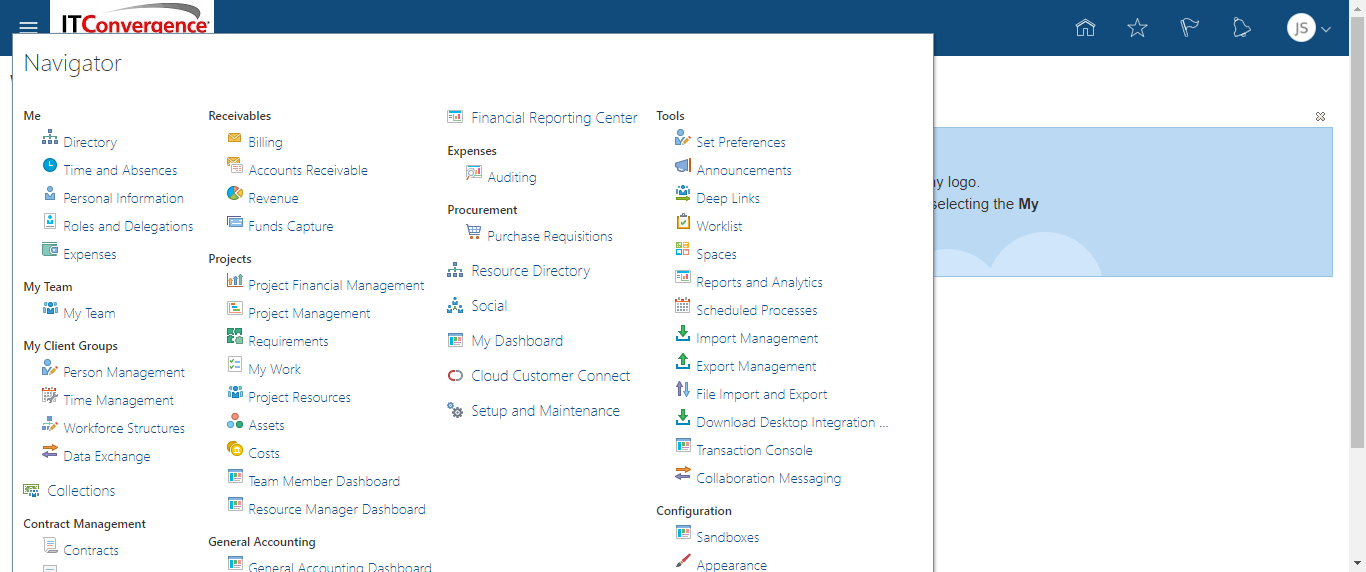 ITConvergence
JS
Navigator
Me
Directory
Time and Absences
Personal Information
Roles and Delegations
Expenses
My Team
My Team
My Client Groups
Person Management
Time Management
Workforce Structures
Data Exchange
Collections
Contract Management
Contracts
Receivables
Billing
Accounts Receivable
Revenue
Funds Capture
Projects
Project Financial Management
Project Management
Requirements
My Work
Project Resources
Assets
Costs
Team Member Dashboard
Resource Manager Dashboard
General Accounting
General Accounting Dashboard
Financial Reporting Center
Expenses
Auditing
Procurement
Purchase Requisitions
Resource Directory
Social
My Dashboard
Cloud Customer Connect
Setup and Maintenance
Tools
Set Preferences
Announcements
Deep Links
Worklist
Spaces
Reports and Analytics
Scheduled Processes
Import Management
Export Management
File Import and Export
Download Desktop Integration ...
Transaction Console
Collaboration Messaging
Configuration
Sandboxes
Appearance
ny logo.
selecting the My